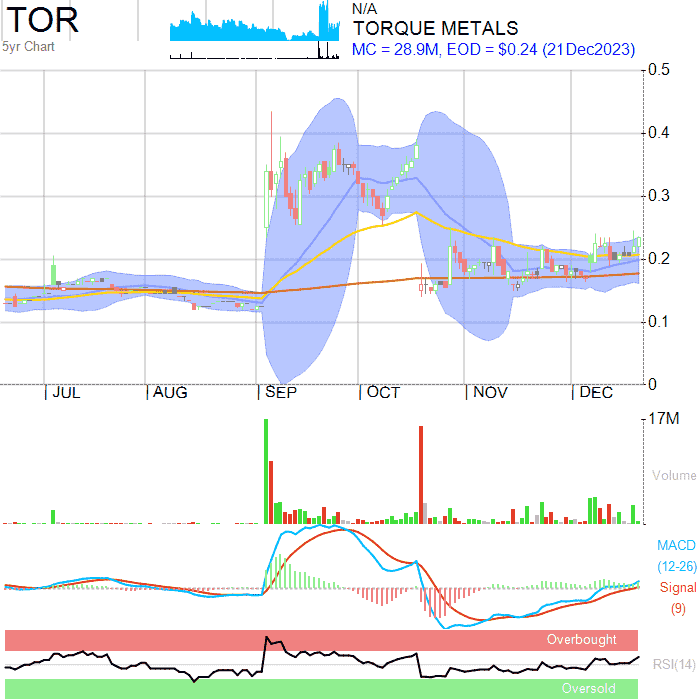 TOR
5yr Chart
N/A
TORQUE METALS
MC = 28.9M, EOD = $0.24 (21Dec2023)
0.5
0.4
0.3
0.2
0.1
0
JUL AUG SEP OCT NOV DEC
17M
Volume
MACD
(12-26)
Signal
(9)
Overbought
RSI(14)
Oversold